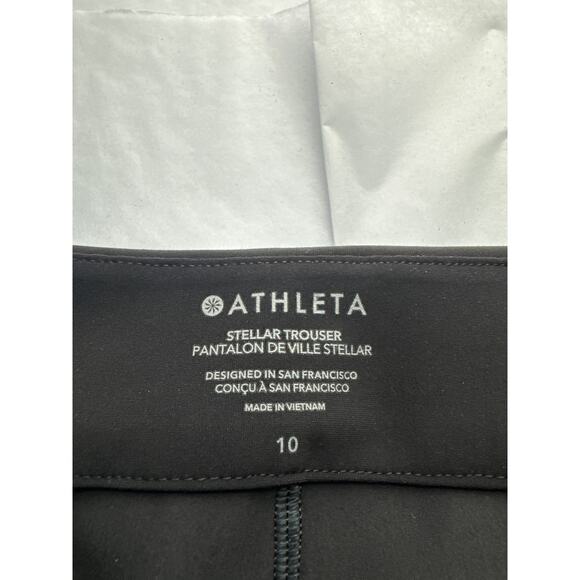 ATHLETA
STELLAR TROUSER
PANTALON DE VILLE STELLAR
DESIGNED IN SAN FRANCISCO
CONÇU À SAN FRANCISCO
MADE IN VIETNAM
10